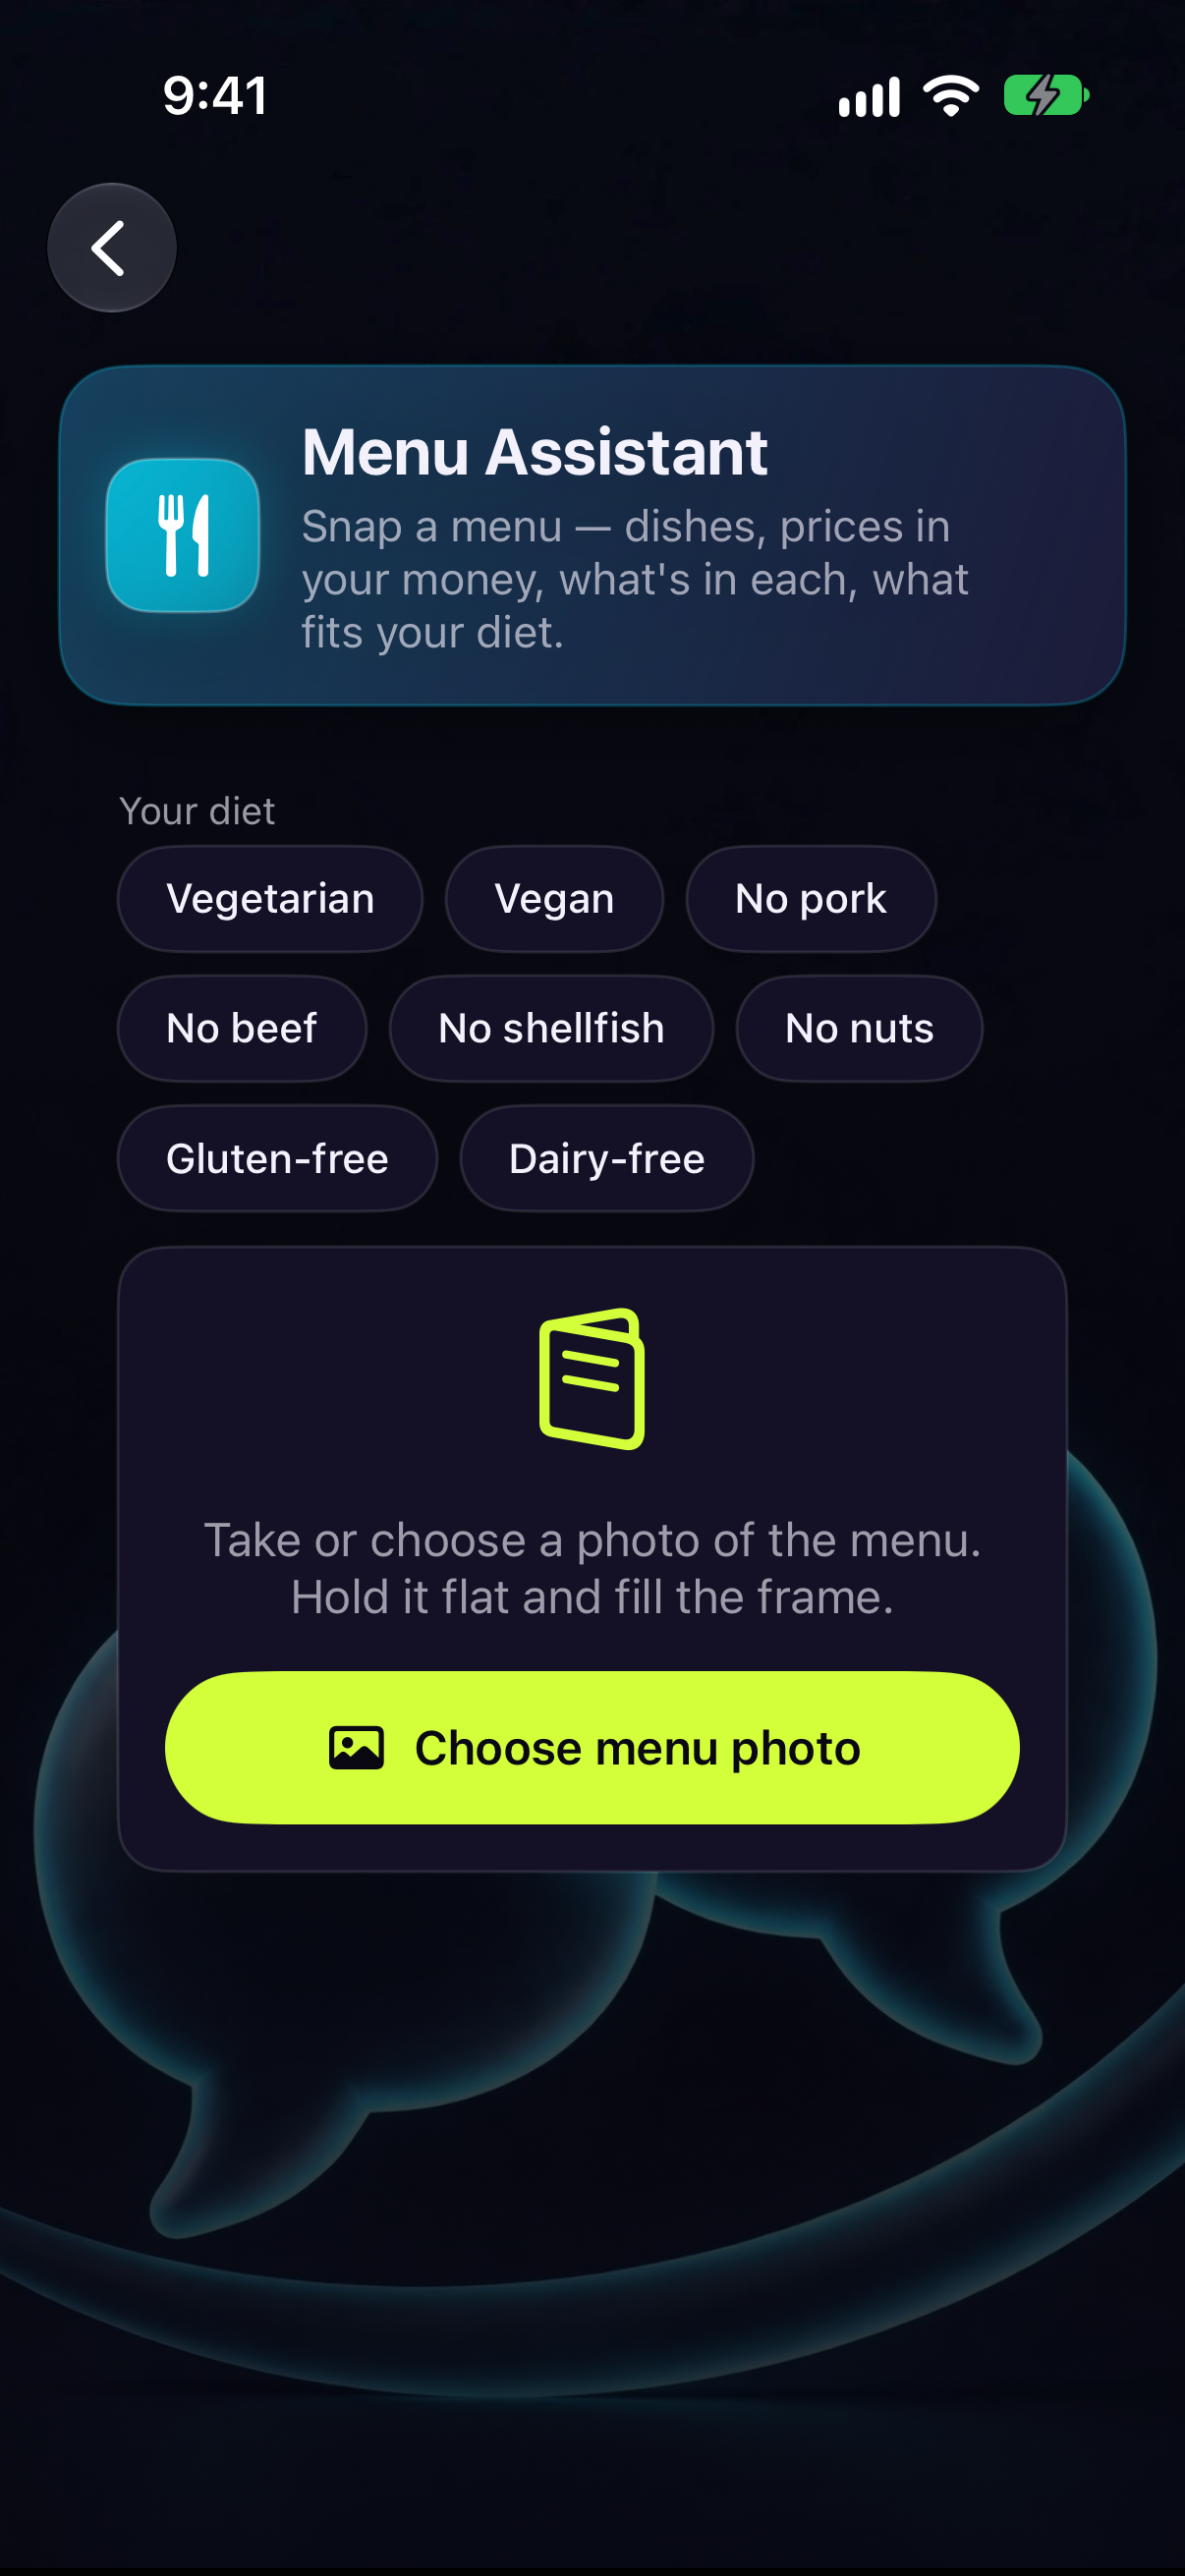 9:41
Menu Assistant
Snap a menu — dishes, prices in
your money, what's in each, what
fits your diet.
Your diet
Vegetarian
Vegan
No pork
No beef
No shellfish
No nuts
Gluten-free
Dairy-free
Take or choose a photo of the menu.
Hold it flat and fill the frame.
Choose menu photo